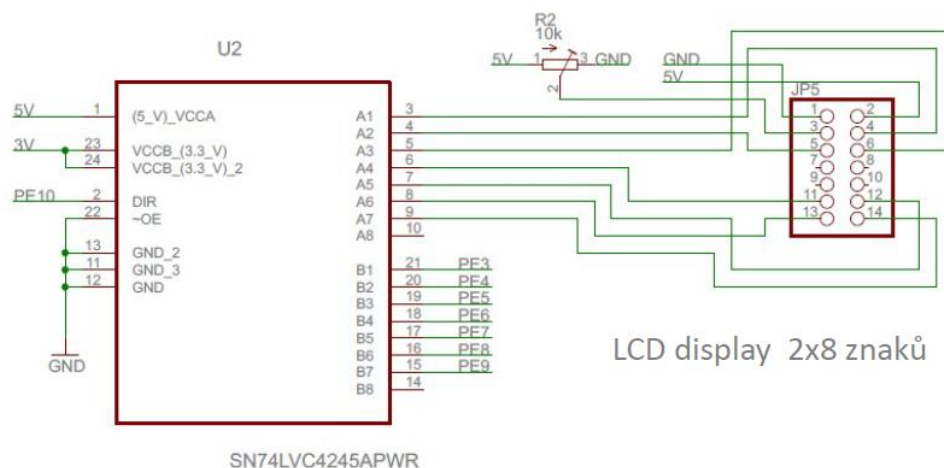 R2
10k
5V 1 3 GND
2
GND
5V
JP5
1 2
3 4
5 6
7 8
9 10
11 12
13 14
U2
5V 1 (5_V)_VCCA
3V 23 VCCB_(3.3_V)
24 VCCB_(3.3_V)_2
PE10 2 DIR
22 ~OE
13 GND_2
11 GND_3
12 GND
GND
A1 3
A2 4
A3 5
A4 6
A5 7
A6 8
A7 9
A8 10
B1 21 PE3
B2 20 PE4
B3 19 PE5
B4 18 PE6
B5 17 PE7
B6 16 PE8
B7 15 PE9
B8 14
LCD display 2x8 znaků
SN74LVC4245APWR